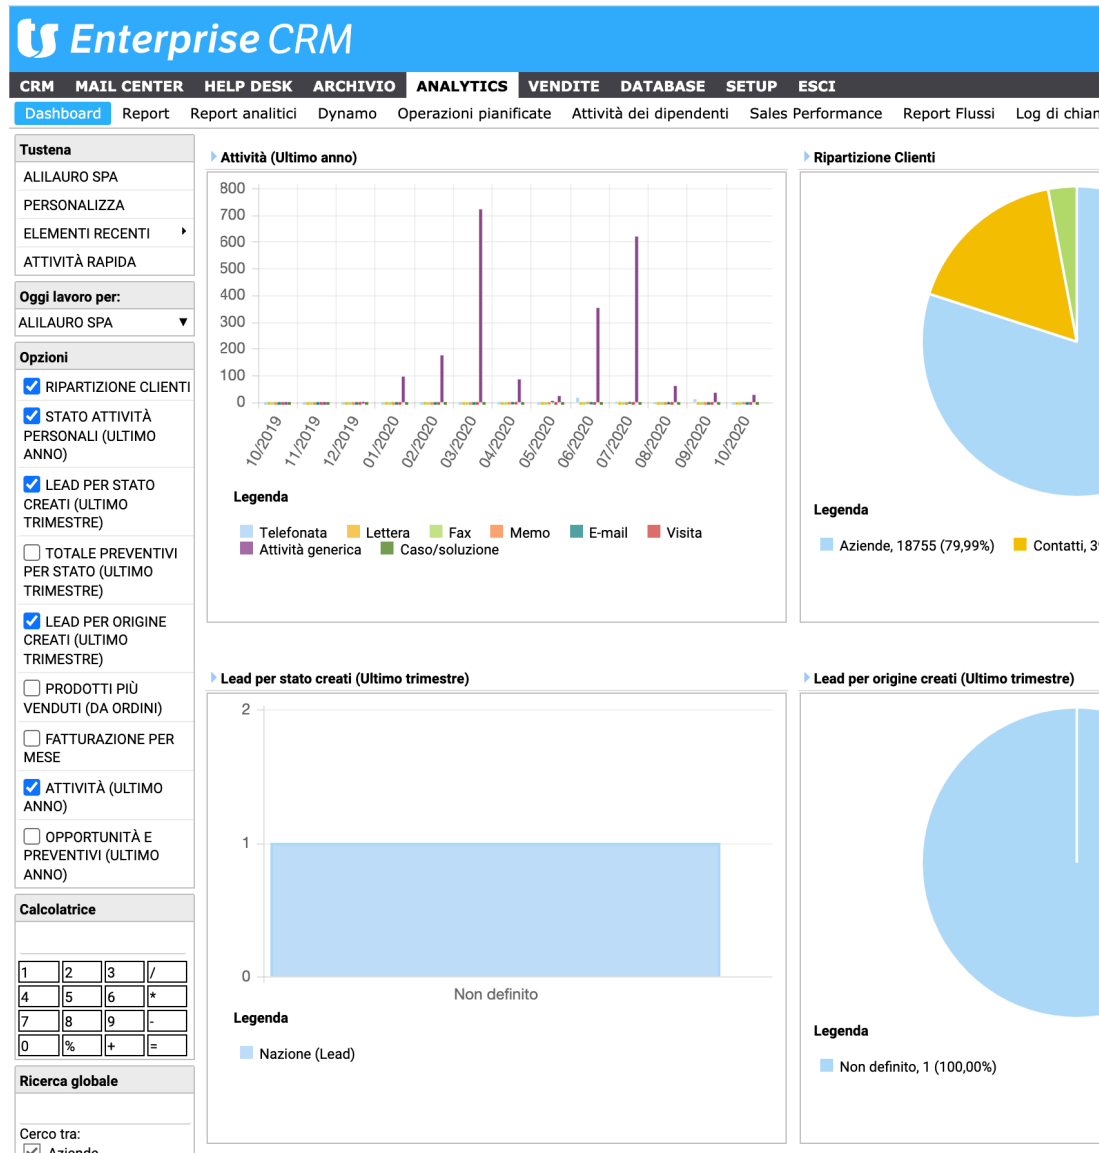 ts Enterprise CRM
CRM MAIL CENTER HELP DESK ARCHIVIO ANALYTICS VENDITE DATABASE SETUP ESCI
Dashboard Report Report analitici Dynamo Operazioni pianificate Attività dei dipendenti Sales Performance Report Flussi Log di chian
Tustena
ALILAURO SPA
PERSONALIZZA
ELEMENTI RECENTI
ATTIVITÀ RAPIDA
Oggi lavoro per:
ALILAURO SPA
Opzioni
RIPARTIZIONE CLIENTI
STATO ATTIVITÀ
PERSONALI (ULTIMO
ANNO)
LEAD PER STATO
CREATI (ULTIMO
TRIMESTRE)
TOTALE PREVENTIVI
PER STATO (ULTIMO
TRIMESTRE)
LEAD PER ORIGINE
CREATI (ULTIMO
TRIMESTRE)
PRODOTTI PIÙ
VENDUTI (DA ORDINI)
FATTURAZIONE PER
MESE
ATTIVITÀ (ULTIMO
ANNO)
OPPORTUNITÀ E
PREVENTIVI (ULTIMO
ANNO)
Calcolatrice
1 2 3 /
4 5 6 *
7 8 9 -
0 % + =
Ricerca globale
Cerco tra:
Aziende
Attività (Ultimo anno)
800
700
600
500
400
300
200
100
0
10/2019 11/2019 12/2019 01/2020 02/2020 03/2020 04/2020 05/2020 06/2020 07/2020 08/2020 09/2020 10/2020
Legenda
Telefonata Lettera Fax Memo E-mail Visita
Attività generica Caso/soluzione
Ripartizione Clienti
Legenda
Aziende, 18755 (79,99%) Contatti, 39
Lead per stato creati (Ultimo trimestre)
2
1
0
Non definito
Legenda
Nazione (Lead)
Lead per origine creati (Ultimo trimestre)
Legenda
Non definito, 1 (100,00%)